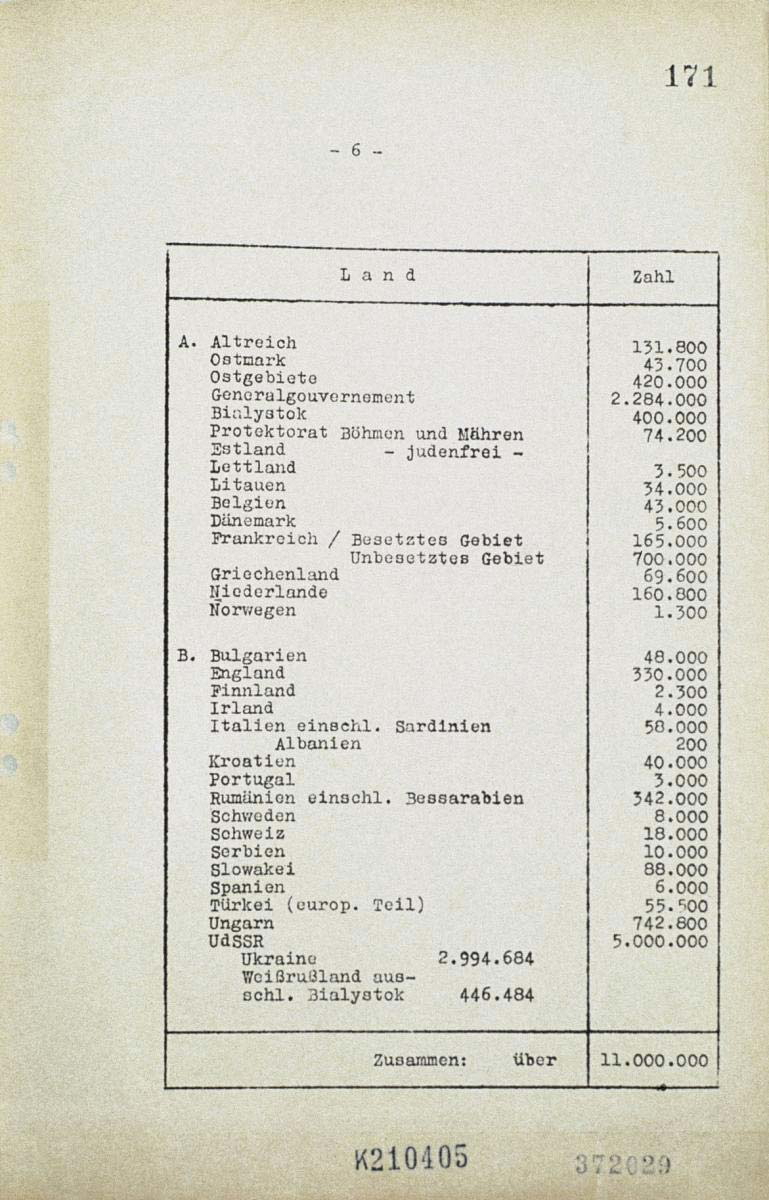 171
- 6 -
Land Zahl
A. Altreich 131.800
Ostmark 43.700
Ostgebiete 420.000
Generalgouvernement 2.284.000
Bialystok 400.000
Protektorat Böhmen und Mähren 74.200
Estland - judenfrei -
Lettland 3.500
Litauen 34.000
Belgien 43.000
Dänemark 5.600
Frankreich / Besetztes Gebiet 165.000
Unbesetztes Gebiet 700.000
Griechenland 69.600
Niederlande 160.800
Norwegen 1.300
B. Bulgarien 48.000
England 330.000
Finnland 2.300
Irland 4.000
Italien einschl. Sardinien 58.000
Albanien 200
Kroatien 40.000
Portugal 3.000
Rumänien einschl. Bessarabien 342.000
Schweden 8.000
Schweiz 18.000
Serbien 10.000
Slowakei 88.000
Spanien 6.000
Türkei (europ. Teil) 55.500
Ungarn 742.800
UdSSR 5.000.000
Ukraine 2.994.684
Weißrußland aus-
schl. Bialystok 446.484
Zusammen: über 11.000.000
K210405
372029